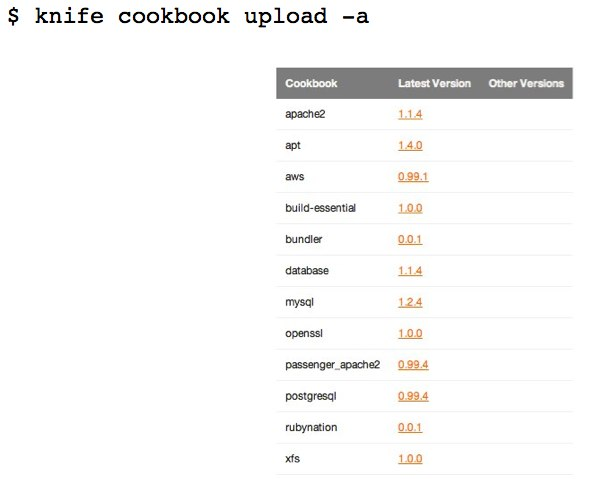 $ knife cookbook upload –a
Cookbook Latest Version Other Versions
apache2 1.1.4
apt 1.4.0
aws 0.99.1
build-essential 1.0.0
bundler 0.0.1
database 1.1.4
mysql 1.2.4
openssl 1.0.0
passenger_apache2 0.99.4
postgresql 0.99.4
rubynation 0.0.1
xfs 1.0.0